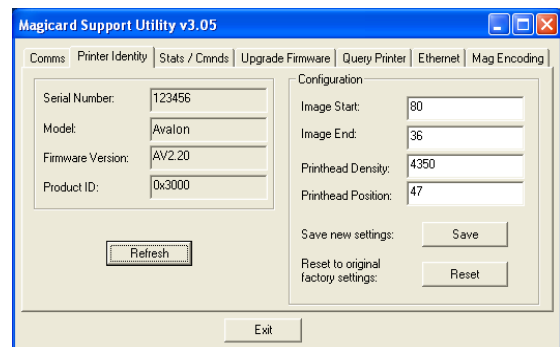 Magicard Support Utility v3.05
Comms Printer Identity Stats / Cmnds Upgrade Firmware Query Printer Ethernet Mag Encoding
Serial Number: 123456
Model: Avalon
Firmware Version: AV2.20
Product ID: 0x3000
Refresh
Configuration
Image Start: 80
Image End: 36
Printhead Density: 4350
Printhead Position: 47
Save new settings: Save
Reset to original
factory settings: Reset
Exit